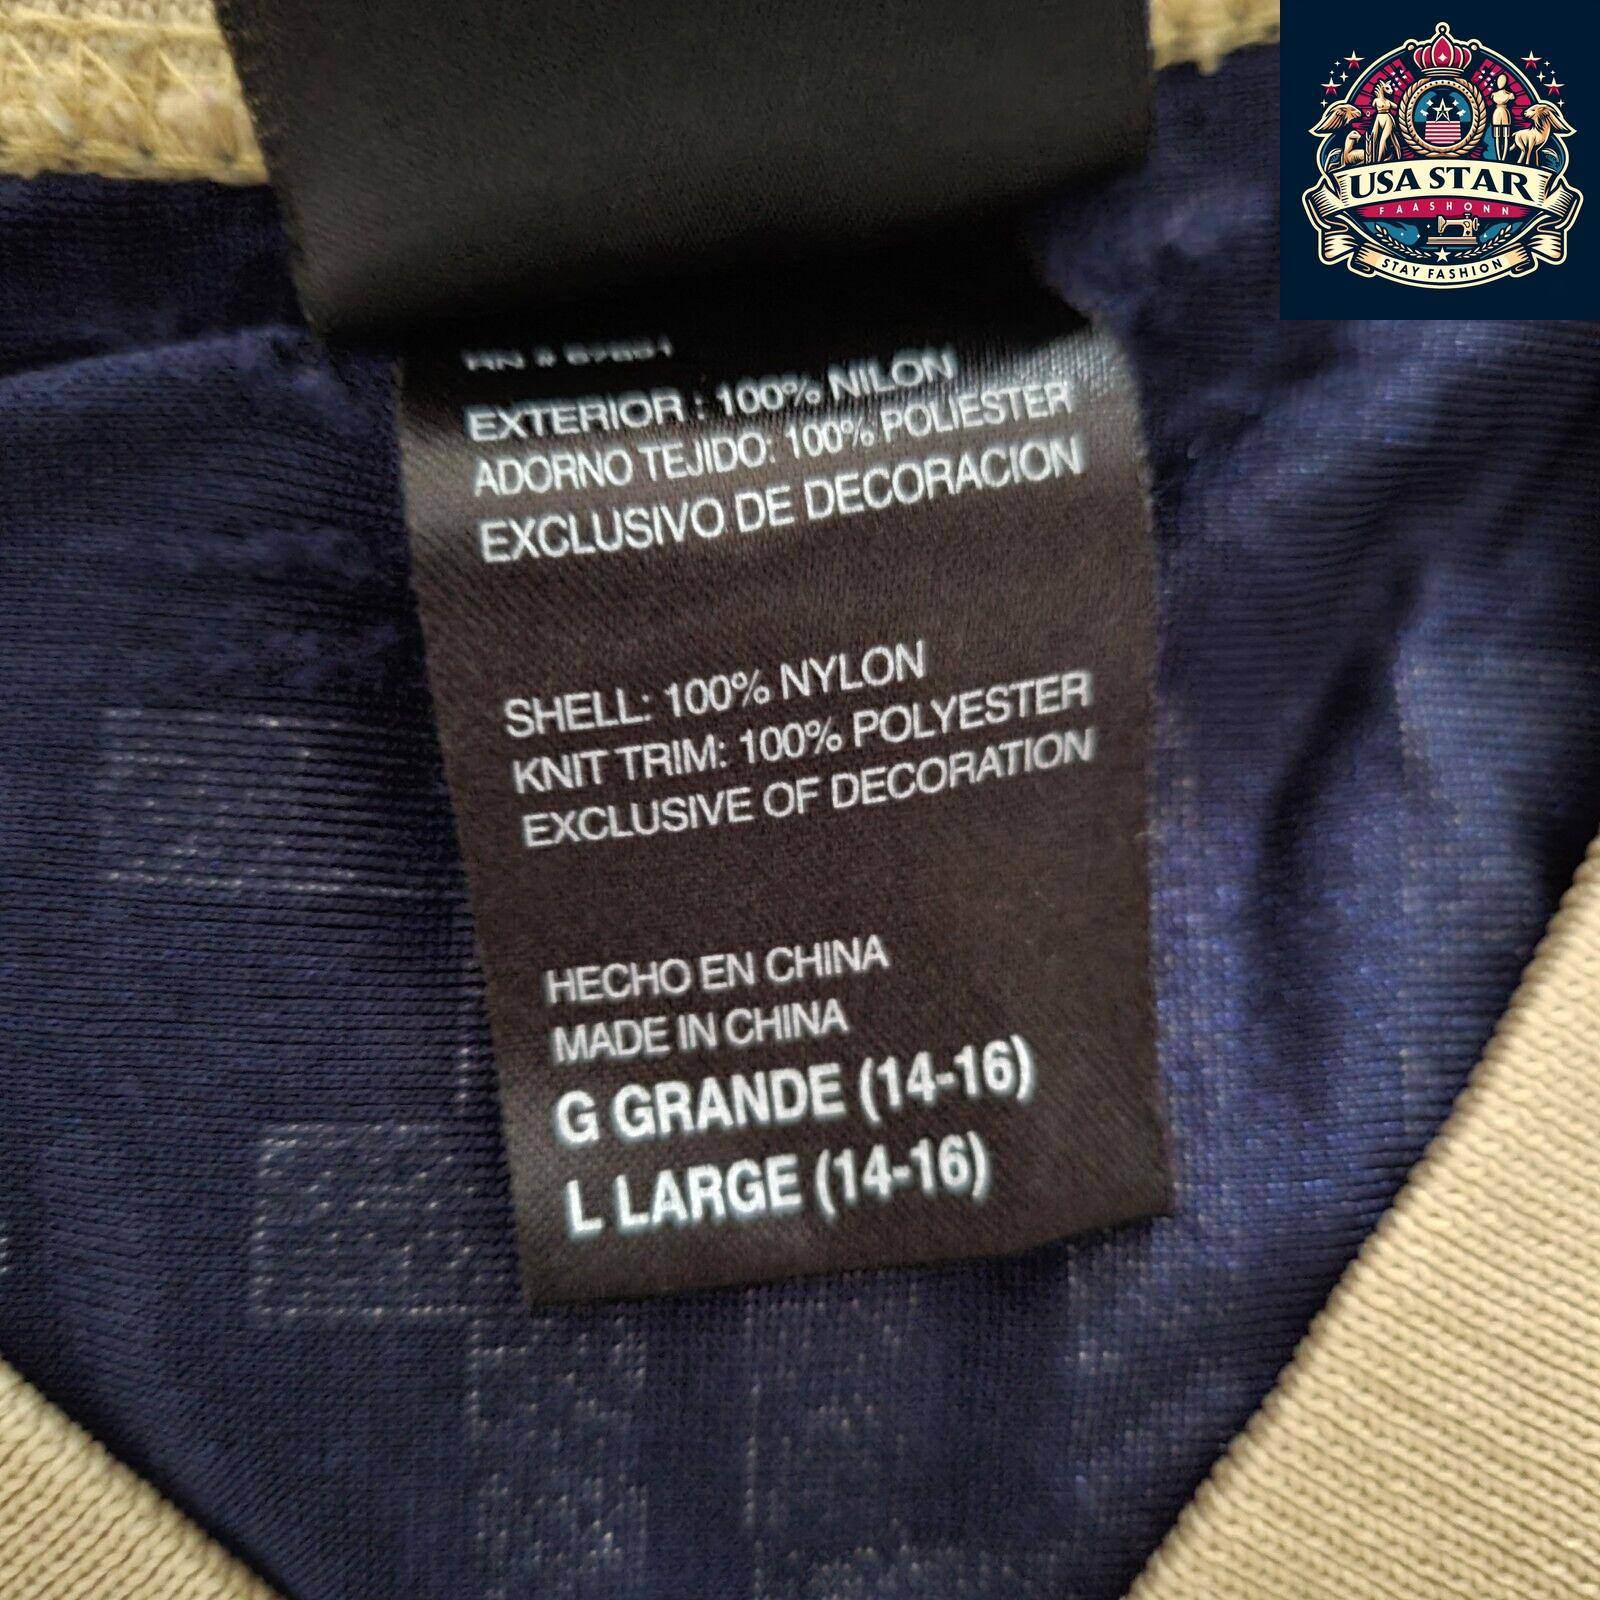 USA STAR
FAASHONN
STAY FASHION
EXTERIOR : 100% NILON
ADORNO TEJIDO: 100% POLIESTER
EXCLUSIVO DE DECORACION
SHELL: 100% NYLON
KNIT TRIM: 100% POLYESTER
EXCLUSIVE OF DECORATION
HECHO EN CHINA
MADE IN CHINA
G GRANDE (14-16)
L LARGE (14-16)